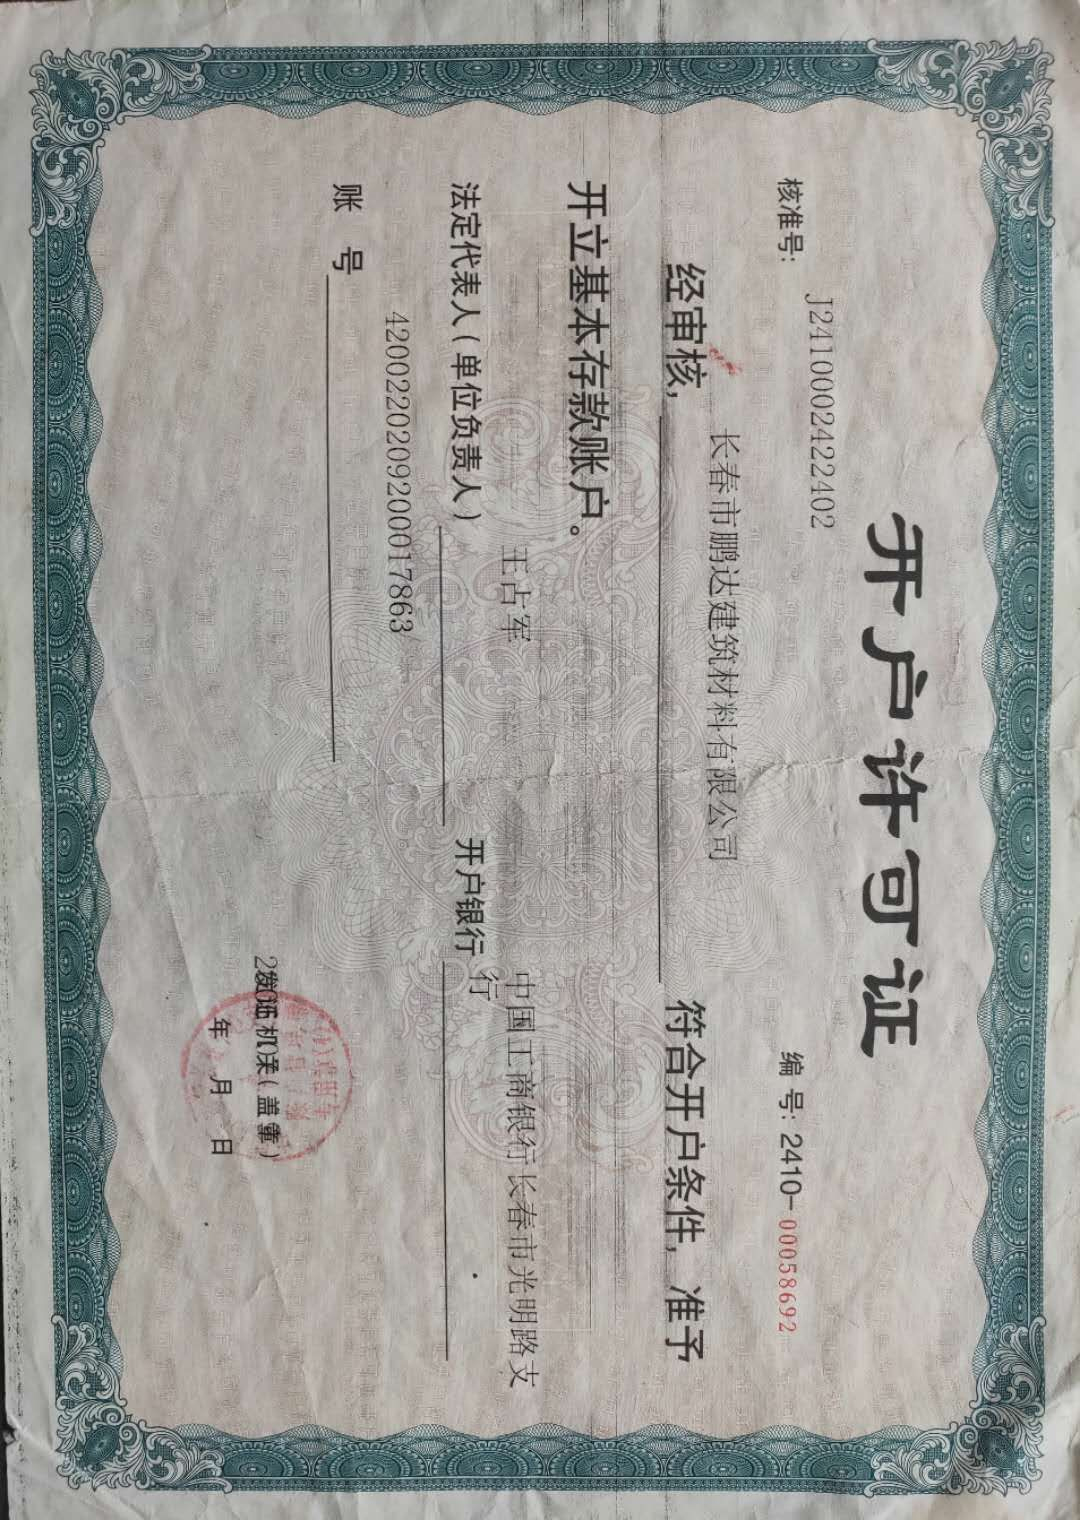 开户许可证
核准号: J2410002422402
编号: 2410-00058692
经审核, 长春市鹏达建筑材料有限公司 符合开户条件, 准予
开立基本存款账户。
法定代表人(单位负责人) 王占军 开户银行 中国工商银行长春市光明路支
行
账号 4200220209200017863
发证机关(盖章)
年 月 日